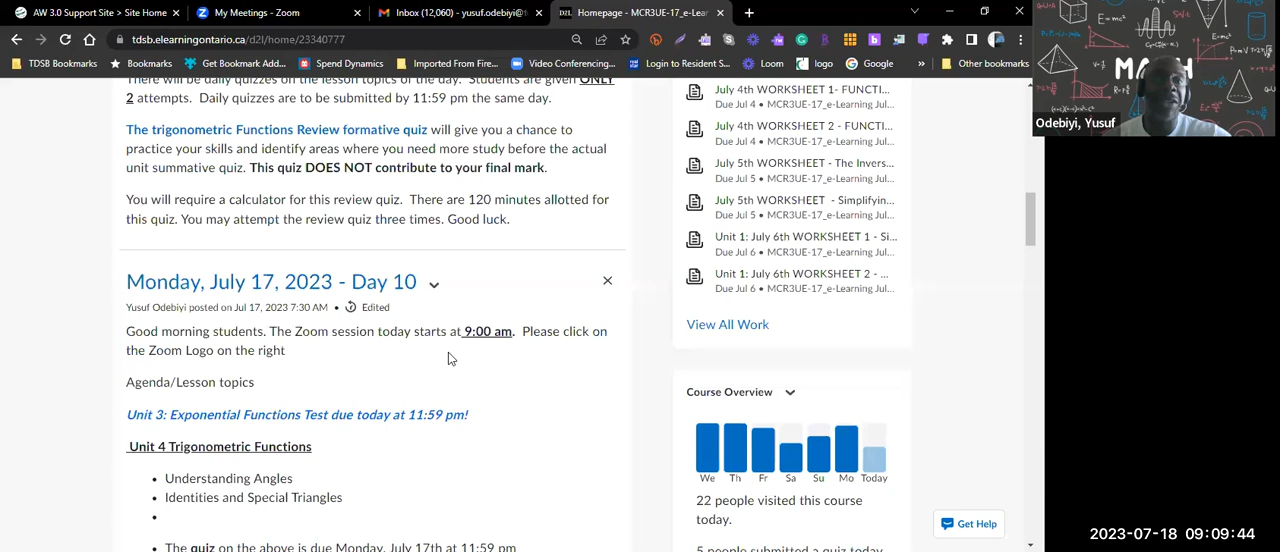 AW 3.0 Support Site > Site Home
My Meetings - Zoom
Inbox (12,060) - yusuf.odebiyi@t
Homepage - MCR3UE-17_e-Lear
tdsb.elearningontario.ca/d2l/home/23340777
TDSB Bookmarks
Bookmarks
Get Bookmark Add...
Spend Dynamics
Imported From Fire...
Video Conferencing...
Login to Resident S...
Loom
logo
Google
Other bookmarks
There will be daily quizzes on the lesson topics of the day. Students are given ONLY
2 attempts. Daily quizzes are to be submitted by 11:59 pm the same day.
The trigonometric Functions Review formative quiz will give you a chance to
practice your skills and identify areas where you need more study before the actual
unit summative quiz. This quiz DOES NOT contribute to your final mark.
You will require a calculator for this review quiz. There are 120 minutes allotted for
this quiz. You may attempt the review quiz three times. Good luck.
Monday, July 17, 2023 - Day 10
Yusuf Odebiyi posted on Jul 17, 2023 7:30 AM • Edited
Good morning students. The Zoom session today starts at 9:00 am. Please click on
the Zoom Logo on the right
Agenda/Lesson topics
Unit 3: Exponential Functions Test due today at 11:59 pm!
Unit 4 Trigonometric Functions
• Understanding Angles
• Identities and Special Triangles
•
• The quiz on the above is due Monday, July 17th at 11:59 pm
July 4th WORKSHEET 1- FUNCTI...
Due Jul 4 • MCR3UE-17_e-Learning Jul...
July 4th WORKSHEET 2 - FUNCTI...
Due Jul 4 • MCR3UE-17_e-Learning Jul...
July 5th WORKSHEET - The Invers...
Due Jul 5 • MCR3UE-17_e-Learning Jul...
July 5th WORKSHEET - Simplifyin...
Due Jul 5 • MCR3UE-17_e-Learning Jul...
Unit 1: July 6th WORKSHEET 1 - Si...
Due Jul 6 • MCR3UE-17_e-Learning Jul...
Unit 1: July 6th WORKSHEET 2 - ...
Due Jul 6 • MCR3UE-17_e-Learning Jul...
View All Work
Course Overview
We Th Fr Sa Su Mo Today
22 people visited this course
today.
5 people submitted a quiz today
Get Help
E=mc²
MATH
Odebiyi, Yusuf
2023-07-18 09:09:44